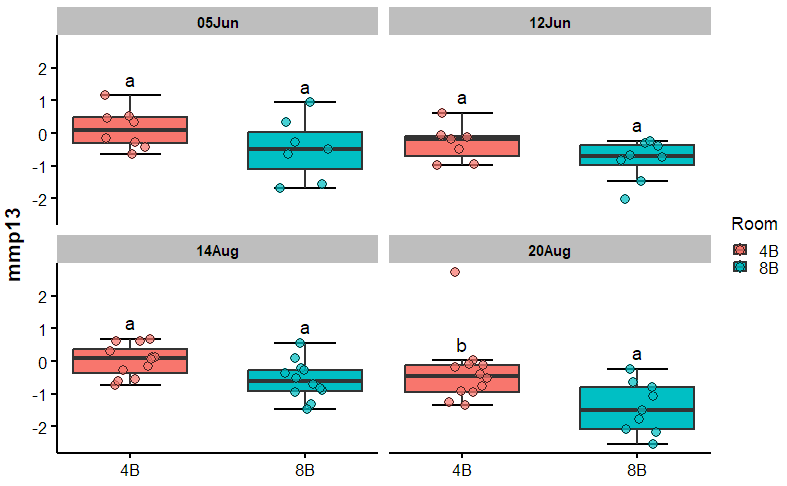 05Jun 12Jun
2
1
0
-1
-2
a a a a
mmp13
14Aug 20Aug
2
1
0
-1
-2
a a b a
4B 8B 4B 8B
Room
4B
8B